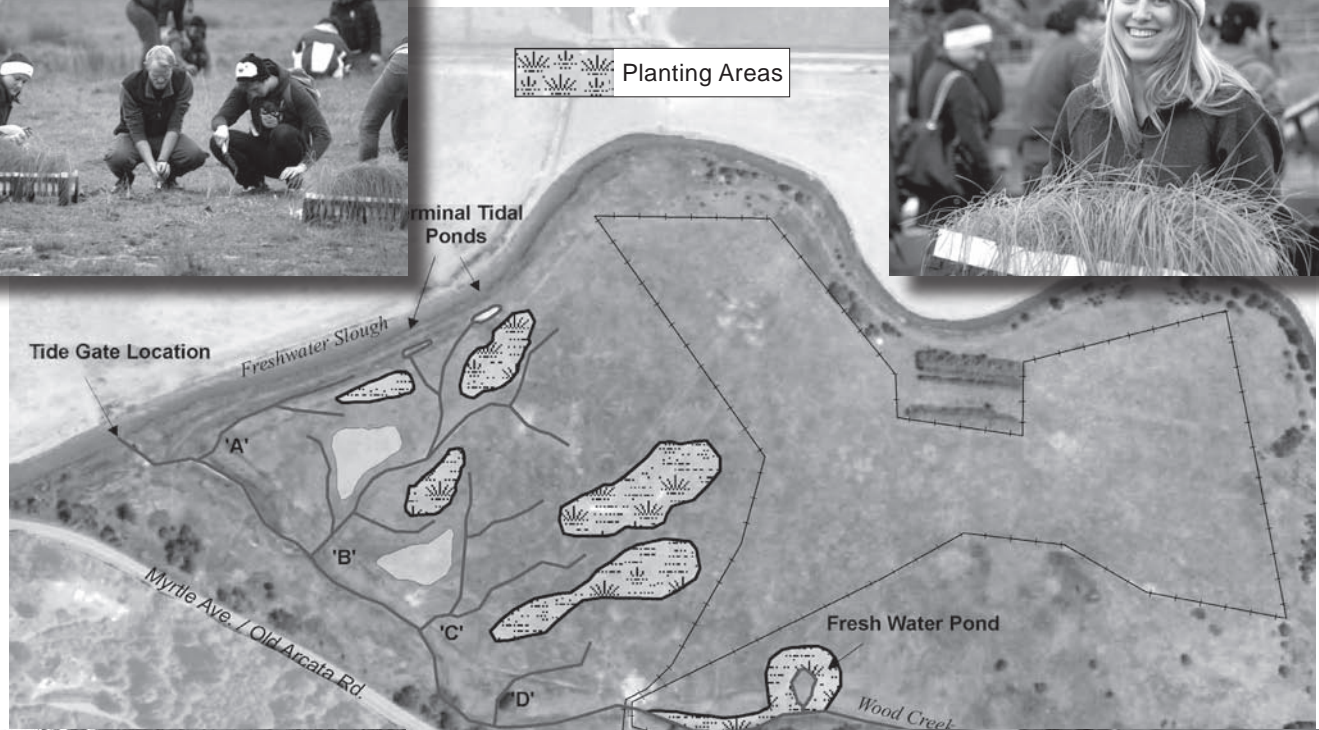 Planting Areas
rminal Tidal
Ponds
Tide Gate Location
Freshwater Slough
'A'
'B'
'C'
'D'
Myrtle Ave. / Old Arcata Rd.
Fresh Water Pond
Wood Creek